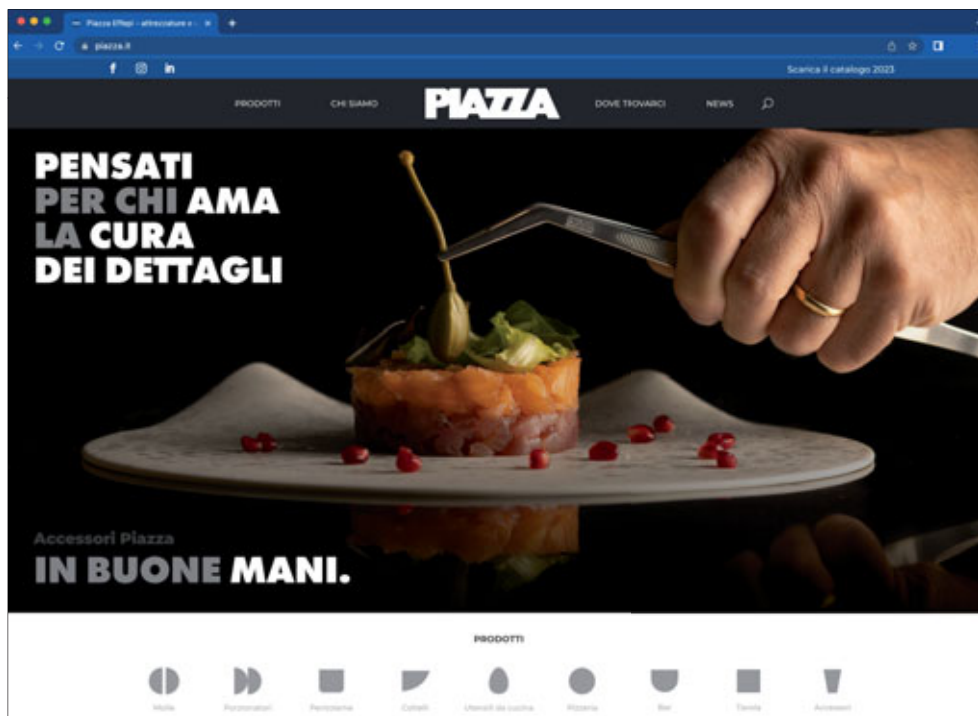 Piazza Effepi - attrezzature e
piazza.it
Scarica il catalogo 2023
PRODOTTI
CHI SIAMO
PIAZZA
DOVE TROVARCI
NEWS
PENSATI
PER CHI AMA
LA CURA
DEI DETTAGLI
Accessori Piazza
IN BUONE MANI.
PRODOTTI
Molle
Porzionatori
Pentolame
Coltelli
Utensili da cucina
Pizzeria
Bar
Tavola
Accessori